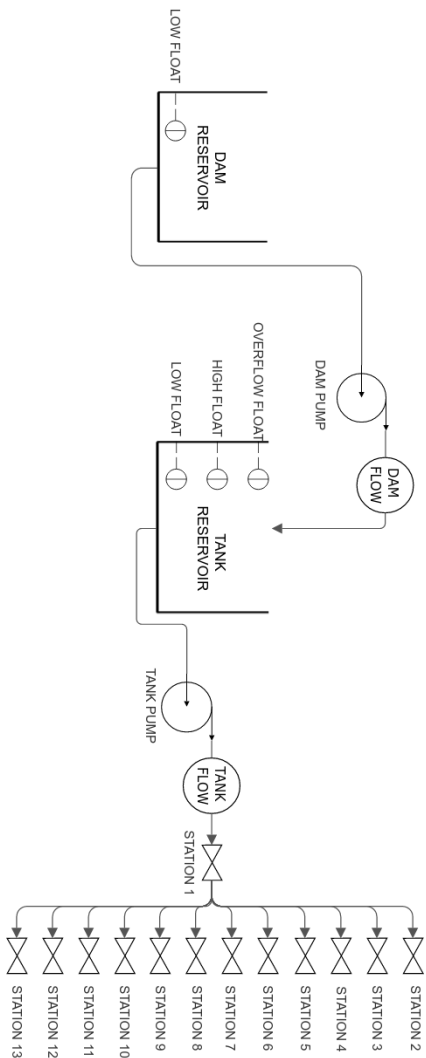 LOW FLOAT
DAM
RESERVOIR
DAM PUMP
DAM
FLOW
OVERFLOW FLOAT
HIGH FLOAT
LOW FLOAT
TANK
RESERVOIR
TANK PUMP
TANK
FLOW
STATION 1
STATION 2
STATION 3
STATION 4
STATION 5
STATION 6
STATION 7
STATION 8
STATION 9
STATION 10
STATION 11
STATION 12
STATION 13